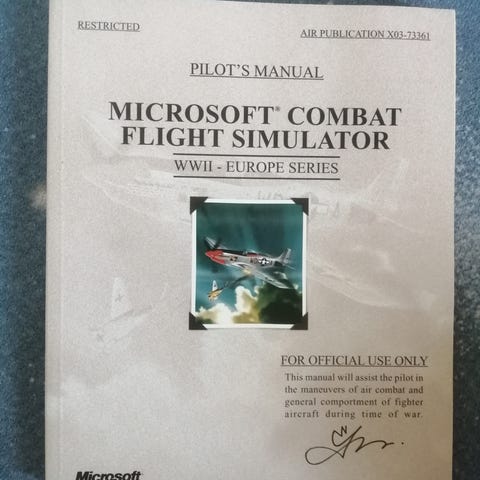 RESTRICTED
AIR PUBLICATION X03-73361
PILOT'S MANUAL
MICROSOFT® COMBAT
FLIGHT SIMULATOR
WWII - EUROPE SERIES
FOR OFFICIAL USE ONLY
This manual will assist the pilot in
the maneuvers of air combat and
general comportment of fighter
aircraft during time of war.
Microsoft